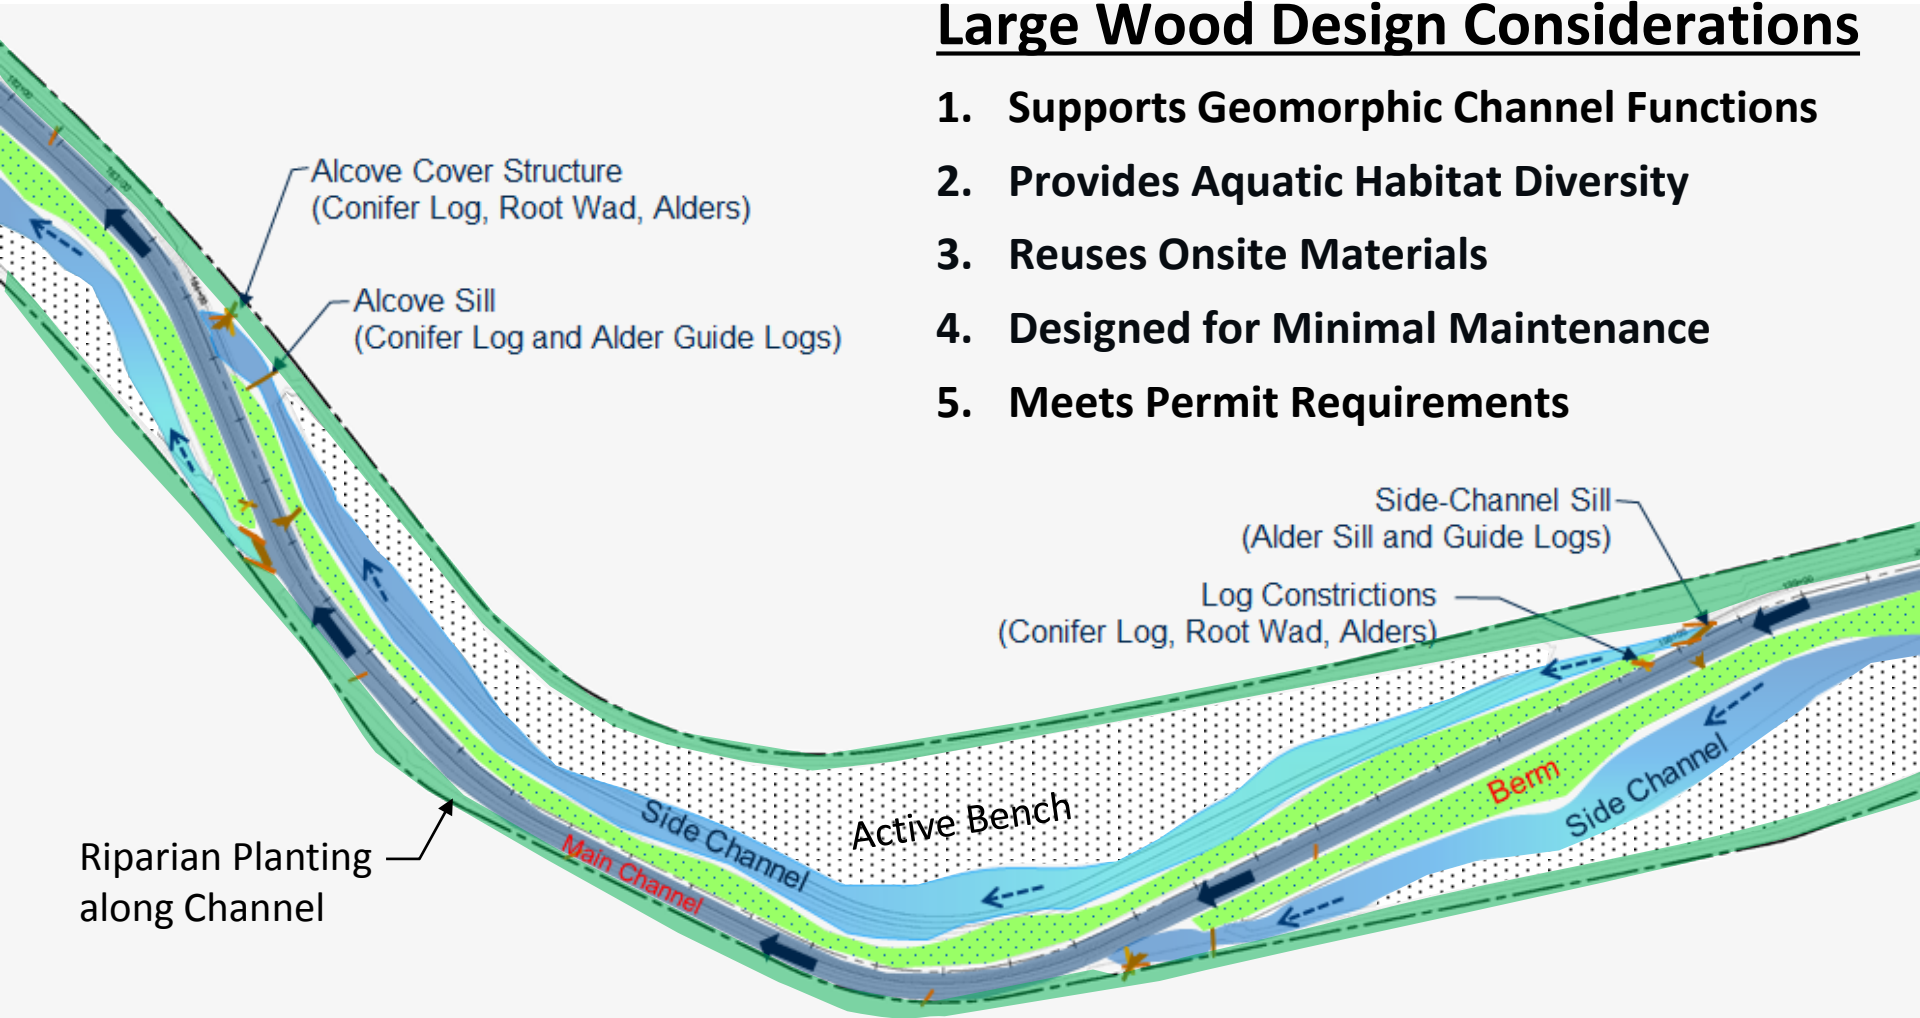 Large Wood Design Considerations
1. Supports Geomorphic Channel Functions
2. Provides Aquatic Habitat Diversity
3. Reuses Onsite Materials
4. Designed for Minimal Maintenance
5. Meets Permit Requirements
Alcove Cover Structure
(Conifer Log, Root Wad, Alders)
Alcove Sill
(Conifer Log and Alder Guide Logs)
Side-Channel Sill
(Alder Sill and Guide Logs)
Log Constrictions
(Conifer Log, Root Wad, Alders)
Berm
Side Channel
Active Bench
Side Channel
Main Channel
Riparian Planting
along Channel